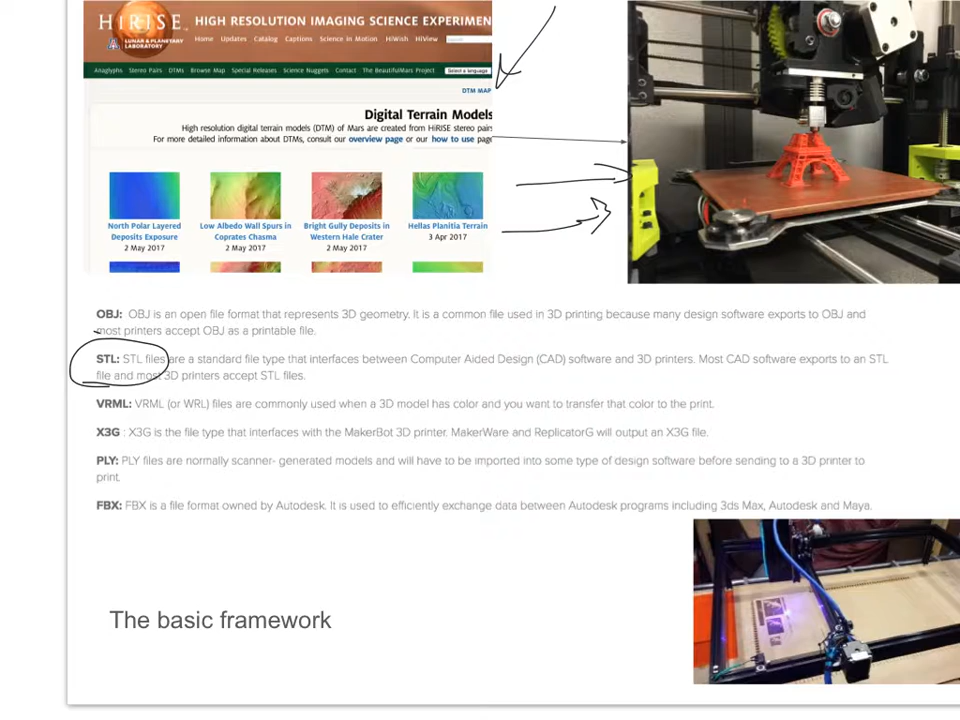 HiRISE
LUNAR & PLANETARY
LABORATORY
HIGH RESOLUTION IMAGING SCIENCE EXPERIMEN
Home Updates Catalog Captions Science in Motion HiWish HiView
Anaglyphs Stereo Pairs DTMs Browse Map Special Releases Science Nuggets Contact The BeautifulMars Project Select a language
DTM MAP
Digital Terrain Models
High resolution digital terrain models (DTM) of Mars are created from HiRISE stereo pairs
For more detailed information about DTMs, consult our overview page or our how to use page
North Polar Layered
Deposits Exposure
2 May 2017
Low Albedo Wall Spurs in
Coprates Chasma
2 May 2017
Bright Gully Deposits in
Western Hale Crater
2 May 2017
Hellas Planitia Terrain
3 Apr 2017
OBJ: OBJ is an open file format that represents 3D geometry. It is a common file used in 3D printing because many design software exports to OBJ and
most printers accept OBJ as a printable file.
STL: STL files are a standard file type that interfaces between Computer Aided Design (CAD) software and 3D printers. Most CAD software exports to an STL
file and most 3D printers accept STL files.
VRML: VRML (or WRL) files are commonly used when a 3D model has color and you want to transfer that color to the print.
X3G : X3G is the file type that interfaces with the MakerBot 3D printer. MakerWare and ReplicatorG will output an X3G file.
PLY: PLY files are normally scanner- generated models and will have to be imported into some type of design software before sending to a 3D printer to
print.
FBX: FBX is a file format owned by Autodesk. It is used to efficiently exchange data between Autodesk programs including 3ds Max, Autodesk and Maya.
The basic framework